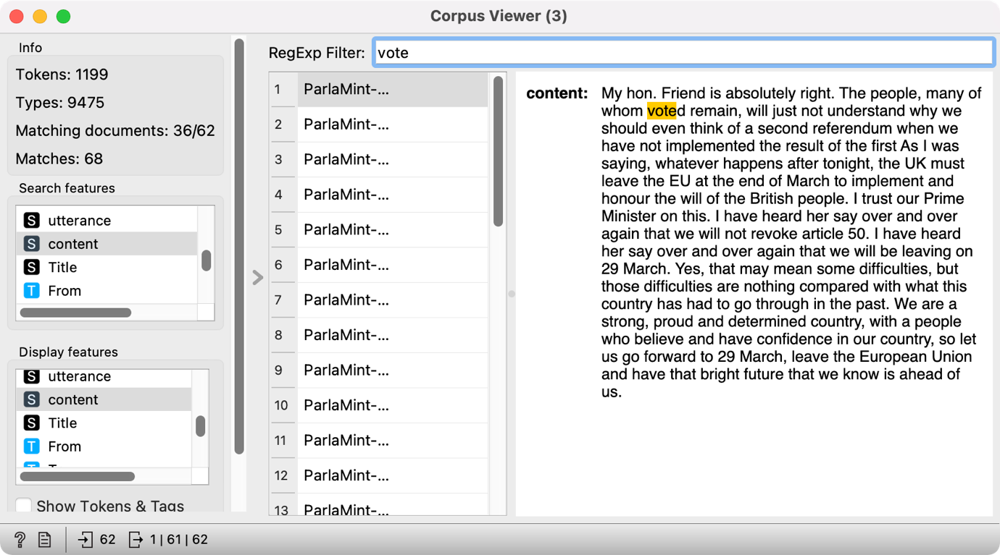 Corpus Viewer (3)
Info
Tokens: 1199
Types: 9475
Matching documents: 36/62
Matches: 68
Search features
S utterance
S content
S Title
T From
Display features
S utterance
S content
S Title
T From
Show Tokens & Tags
RegExp Filter: vote
1 ParlaMint-...
2 ParlaMint-...
3 ParlaMint-...
4 ParlaMint-...
5 ParlaMint-...
6 ParlaMint-...
7 ParlaMint-...
8 ParlaMint-...
9 ParlaMint-...
10 ParlaMint-...
11 ParlaMint-...
12 ParlaMint-...
13 ParlaMint-...
content: My hon. Friend is absolutely right. The people, many of
whom voted remain, will just not understand why we
should even think of a second referendum when we
have not implemented the result of the first As I was
saying, whatever happens after tonight, the UK must
leave the EU at the end of March to implement and
honour the will of the British people. I trust our Prime
Minister on this. I have heard her say over and over
again that we will not revoke article 50. I have heard
her say over and over again that we will be leaving on
29 March. Yes, that may mean some difficulties, but
those difficulties are nothing compared with what this
country has had to go through in the past. We are a
strong, proud and determined country, with a people
who believe and have confidence in our country, so let
us go forward to 29 March, leave the European Union
and have that bright future that we know is ahead of
us.
? 62 1 | 61 | 62